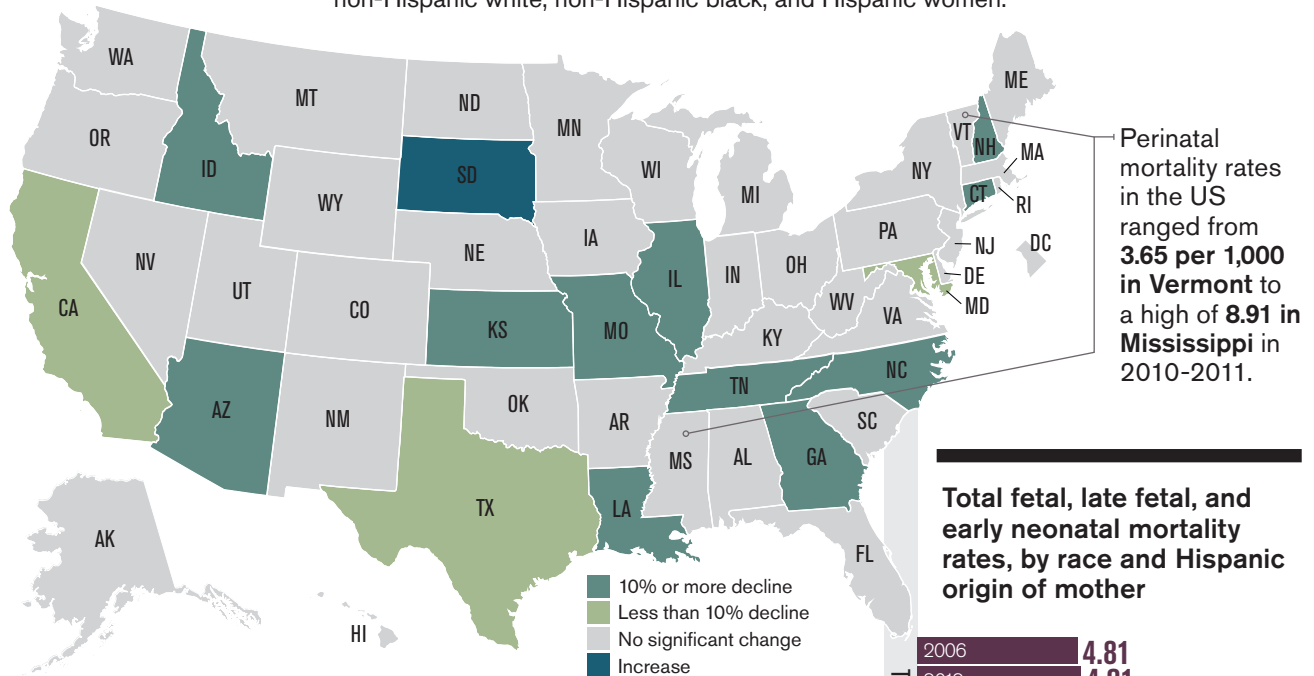 non-Hispanic white, non-Hispanic black, and Hispanic women.
WA
MT
ND
MN
OR
ID
SD
WI
MI
NY
ME
VT
NH
MA
CT
RI
WY
NE
IA
PA
NJ
DC
DE
MD
NV
UT
CO
KS
MO
IL
IN
OH
WV
VA
KY
CA
AZ
NM
OK
AR
TN
NC
SC
MS
AL
GA
TX
LA
FL
AK
HI
Perinatal
mortality rates
in the US
ranged from
3.65 per 1,000
in Vermont to
a high of 8.91 in
Mississippi in
2010-2011.
10% or more decline
Less than 10% decline
No significant change
Increase
Total fetal, late fetal, and
early neonatal mortality
rates, by race and Hispanic
origin of mother
2006
4.81